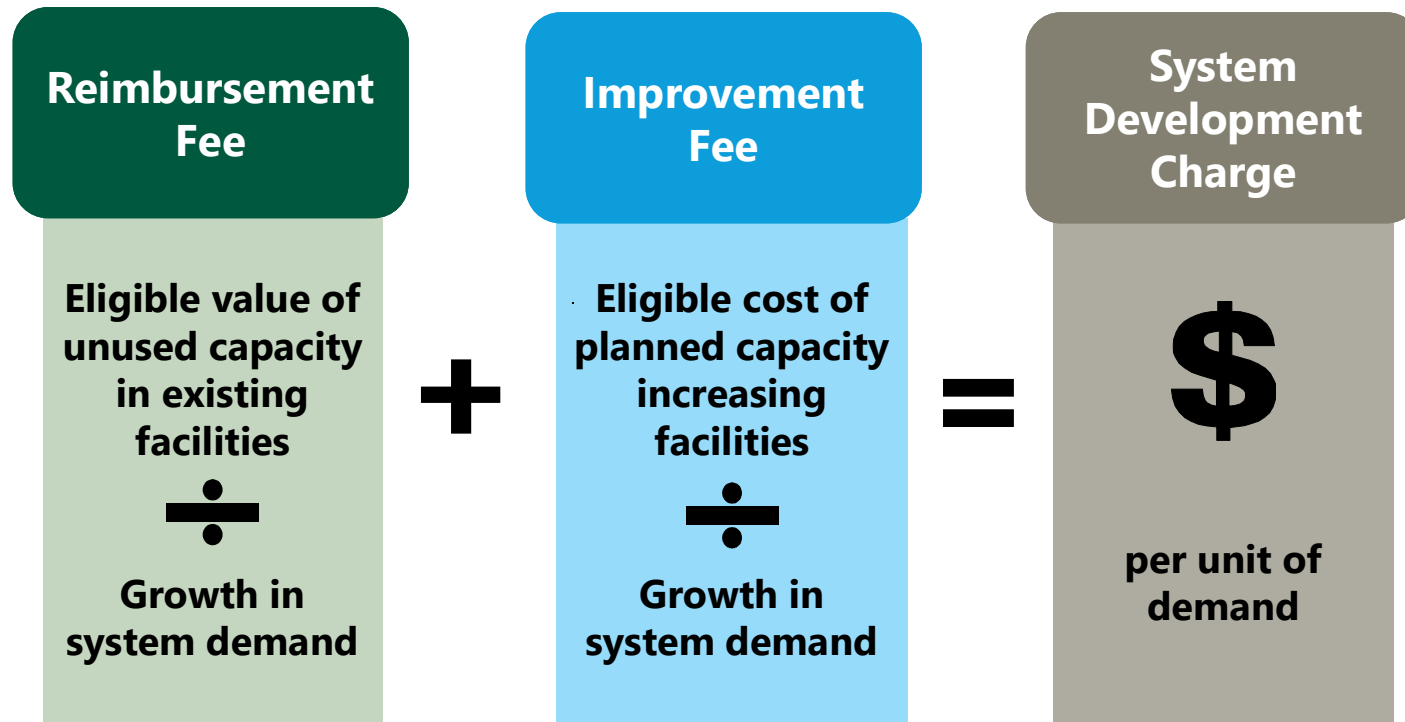 Reimbursement
Fee
Eligible value of
unused capacity
in existing
facilities
÷
Growth in
system demand
+
Improvement
Fee
Eligible cost of
planned capacity
increasing
facilities
÷
Growth in
system demand
=
System
Development
Charge
$
per unit of
demand